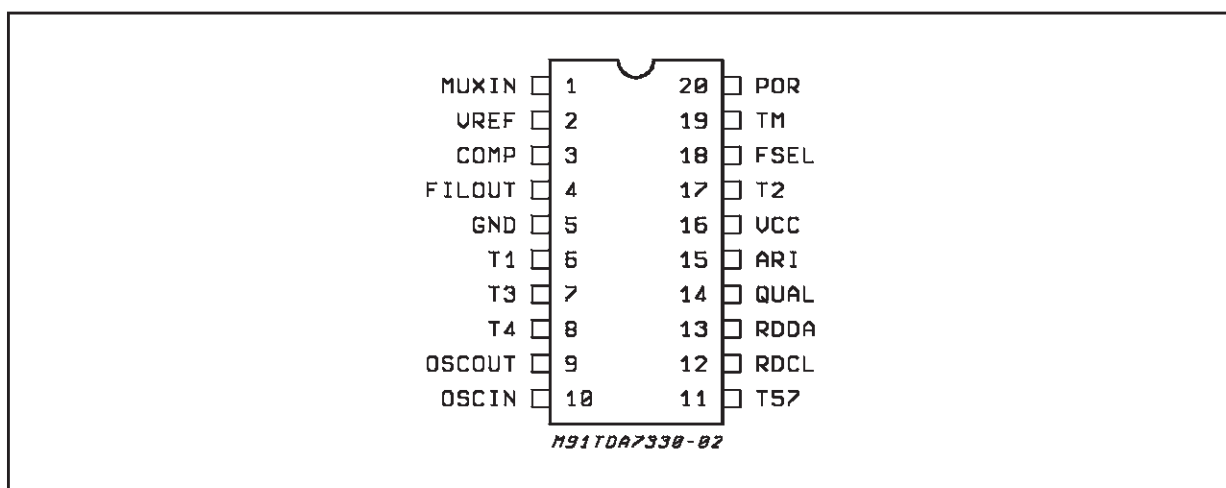 MUXIN 1 20 POR
VREF 2 19 TM
COMP 3 18 FSEL
FILOUT 4 17 T2
GND 5 16 VCC
T1 6 15 ARI
T3 7 14 QUAL
T4 8 13 RDDA
OSCOUT 9 12 RDCL
OSCIN 10 11 T57
M91TDA7330-02